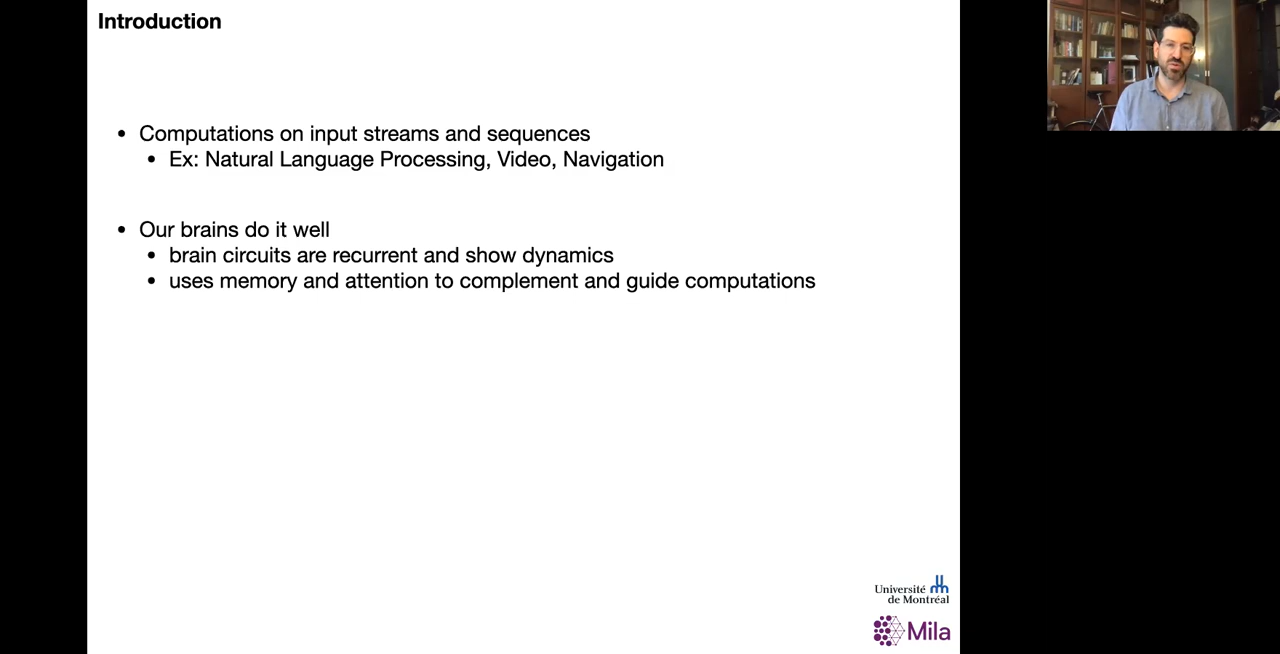 Introduction
• Computations on input streams and sequences
• Ex: Natural Language Processing, Video, Navigation
• Our brains do it well
• brain circuits are recurrent and show dynamics
• uses memory and attention to complement and guide computations
Université
de Montréal
Mila